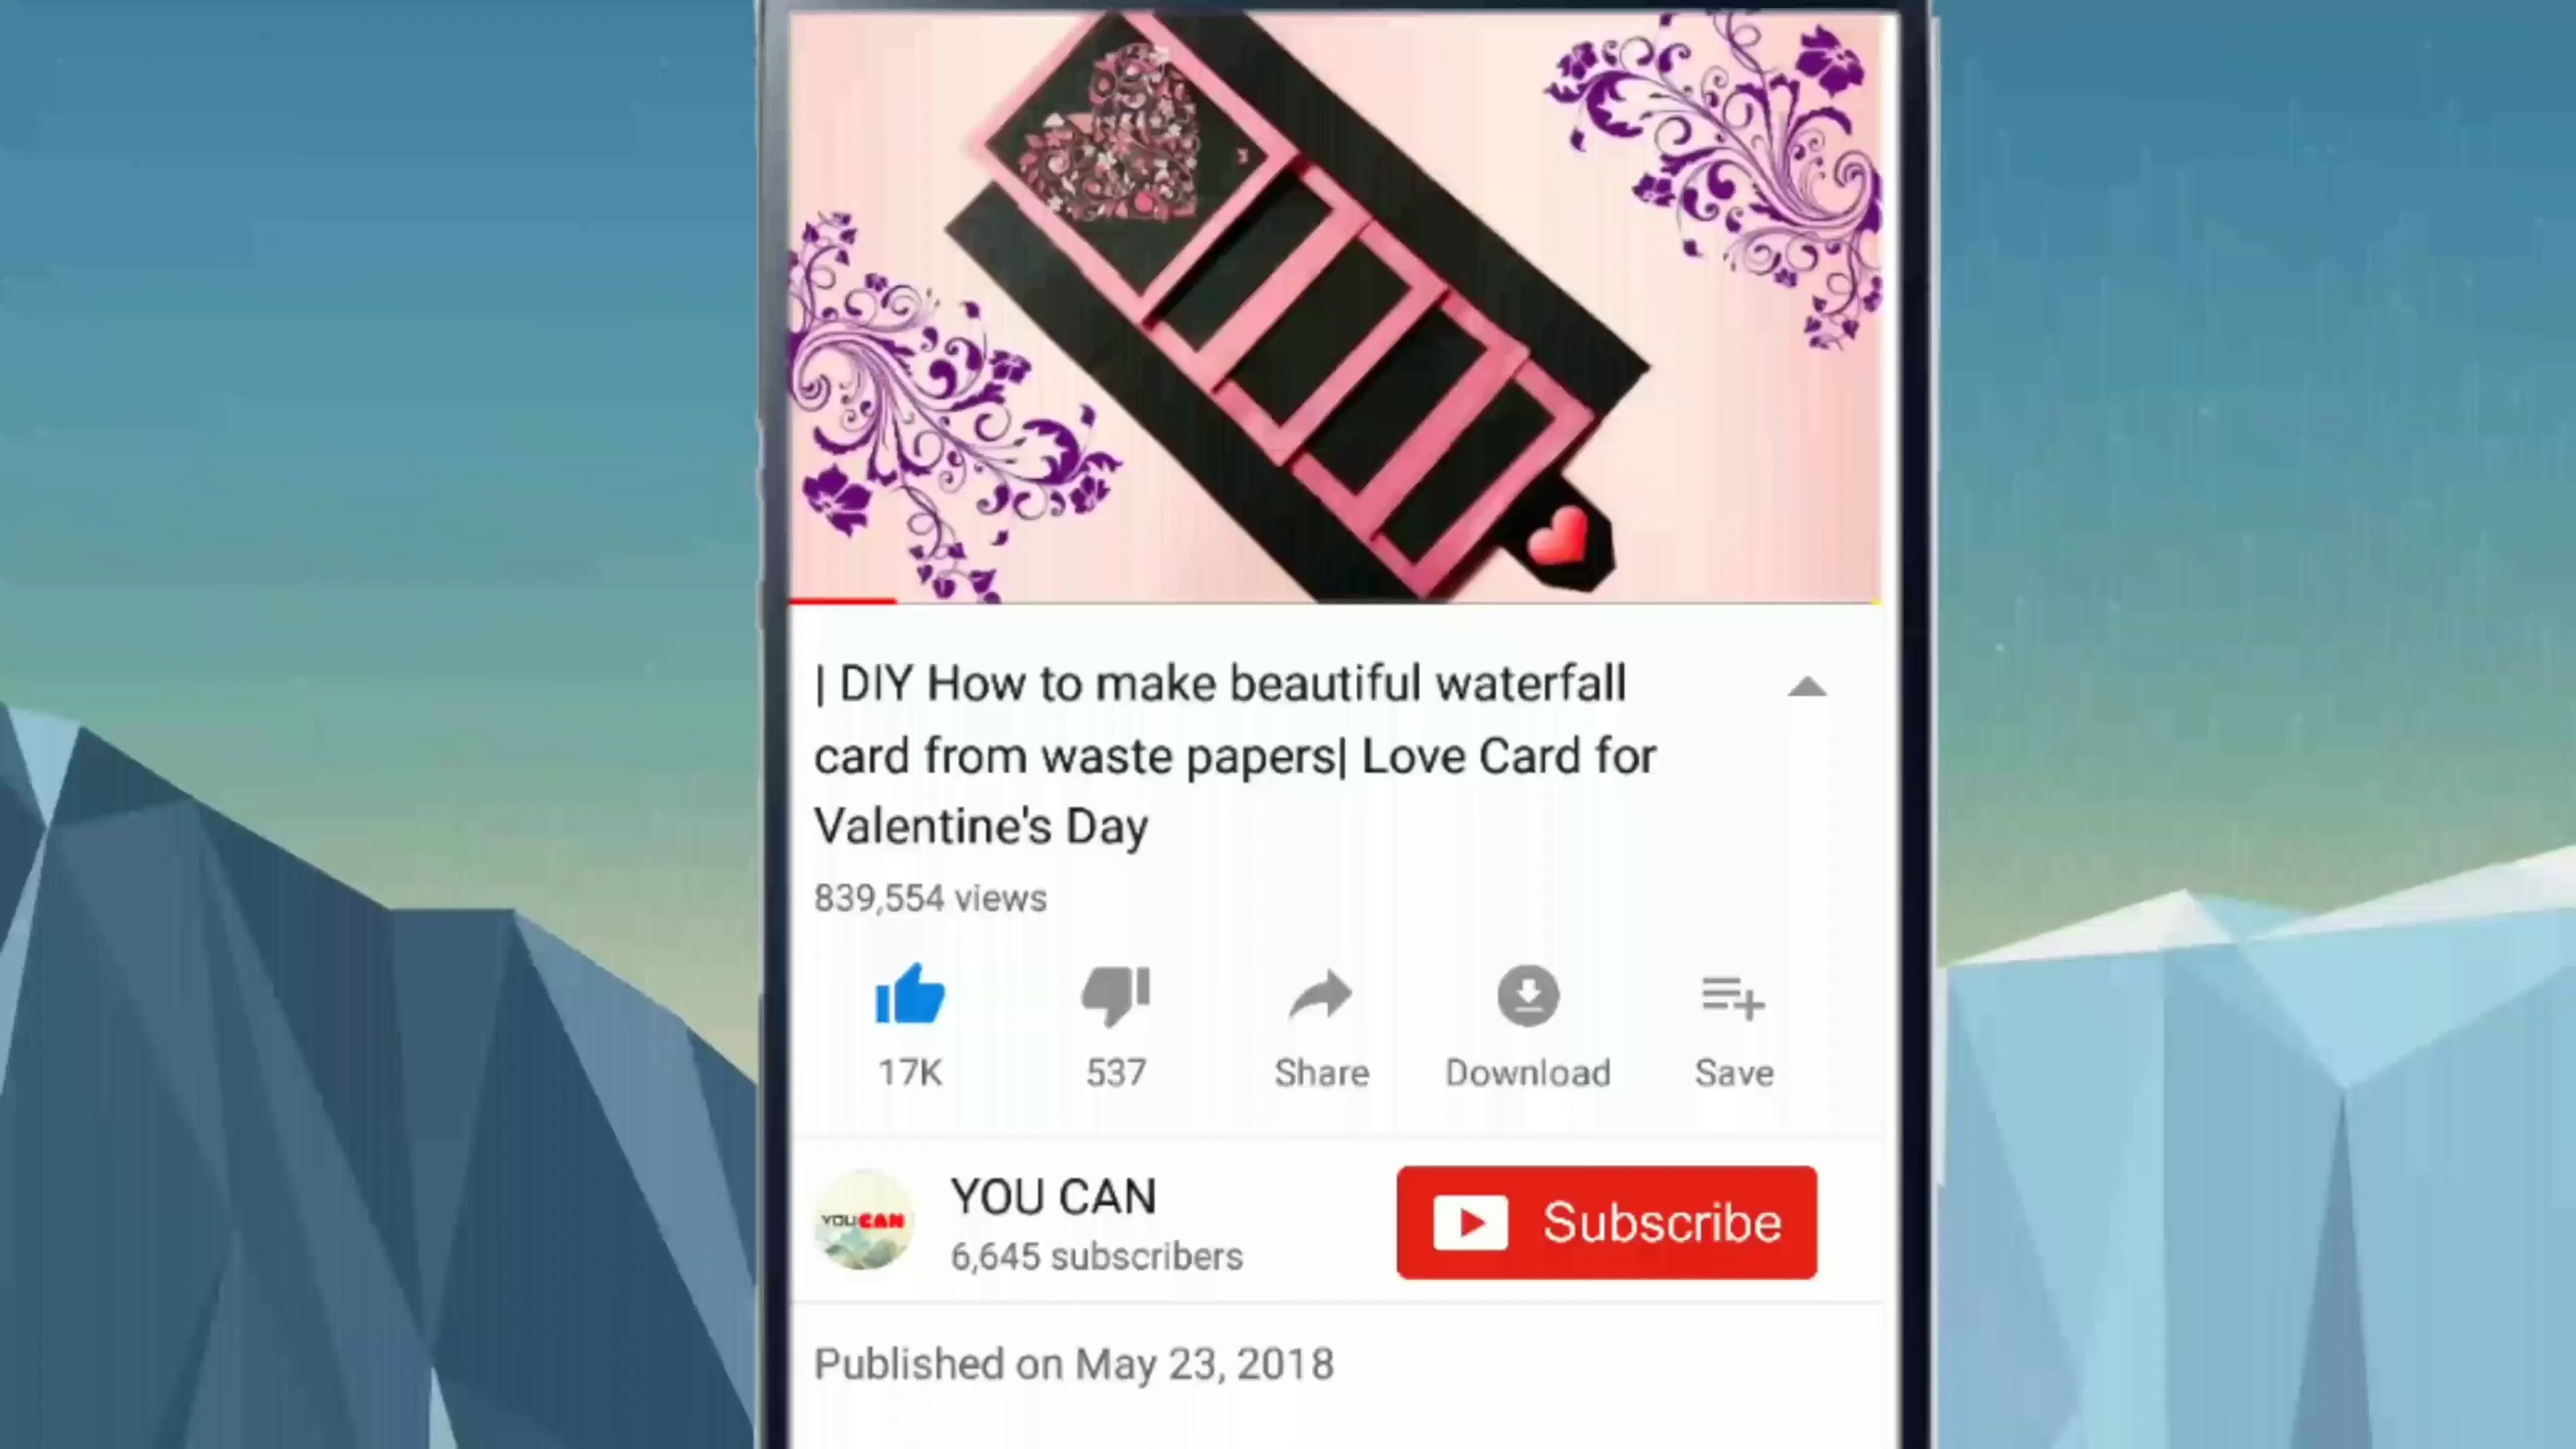 | DIY How to make beautiful waterfall
card from waste papers| Love Card for
Valentine's Day
839,554 views
17K
537
Share
Download
Save
YOUCAN
YOU CAN
6,645 subscribers
Subscribe
Published on May 23, 2018